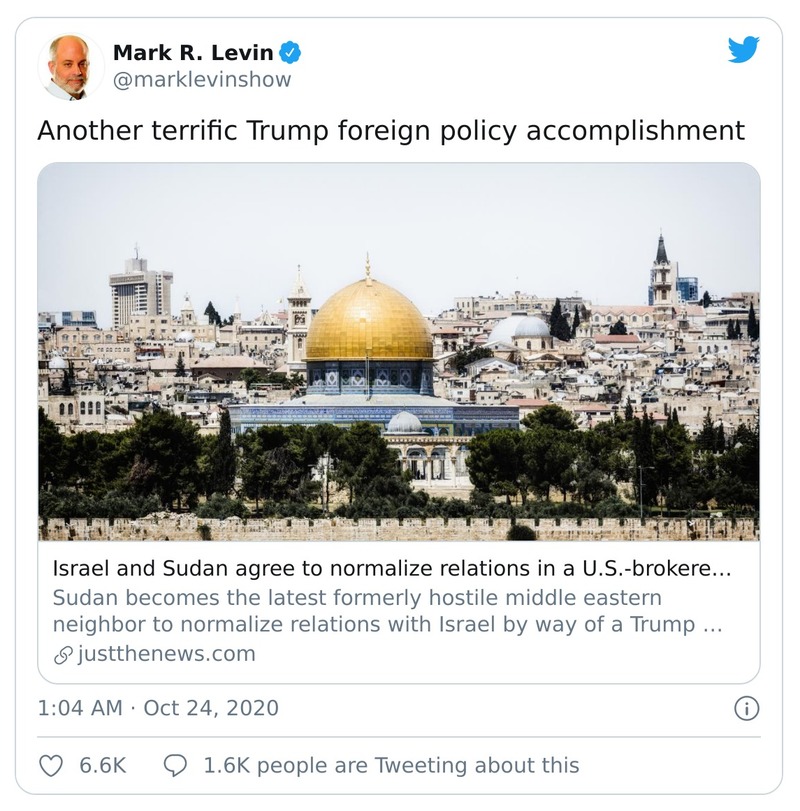 Mark R. Levin
@marklevinshow
Another terrific Trump foreign policy accomplishment
Israel and Sudan agree to normalize relations in a U.S.-brokere...
Sudan becomes the latest formerly hostile middle eastern
neighbor to normalize relations with Israel by way of a Trump ...
justthenews.com
1:04 AM · Oct 24, 2020
6.6K
1.6K people are Tweeting about this